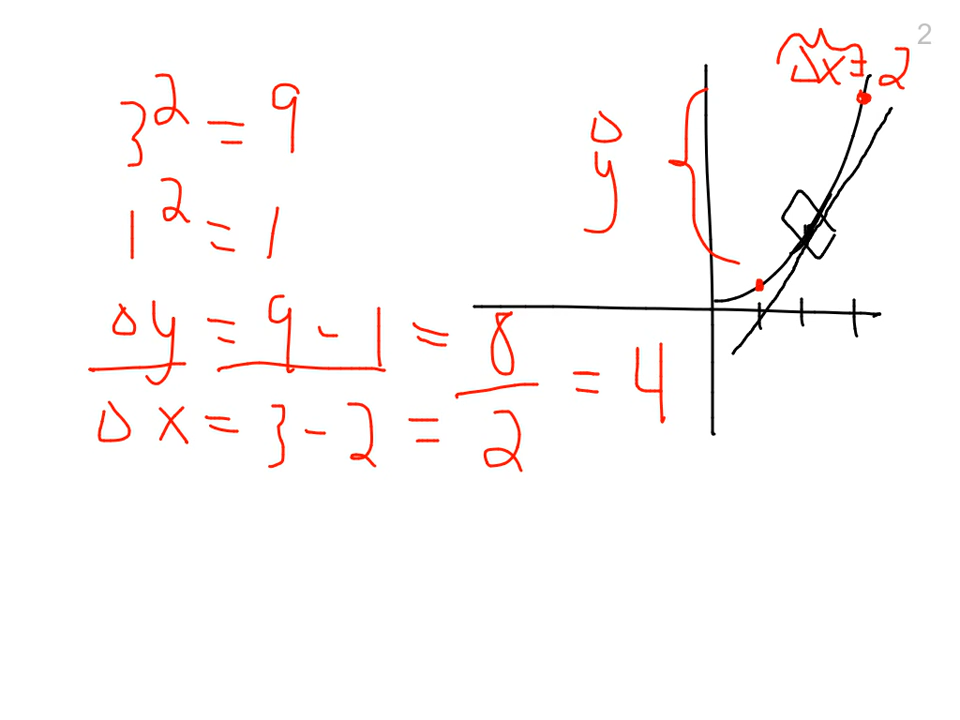 2
Δx = 2
3² = 9
Δ
y
1² = 1
Δy = 9 - 1 = 8
= 4
Δx = 3 - 2 = 2